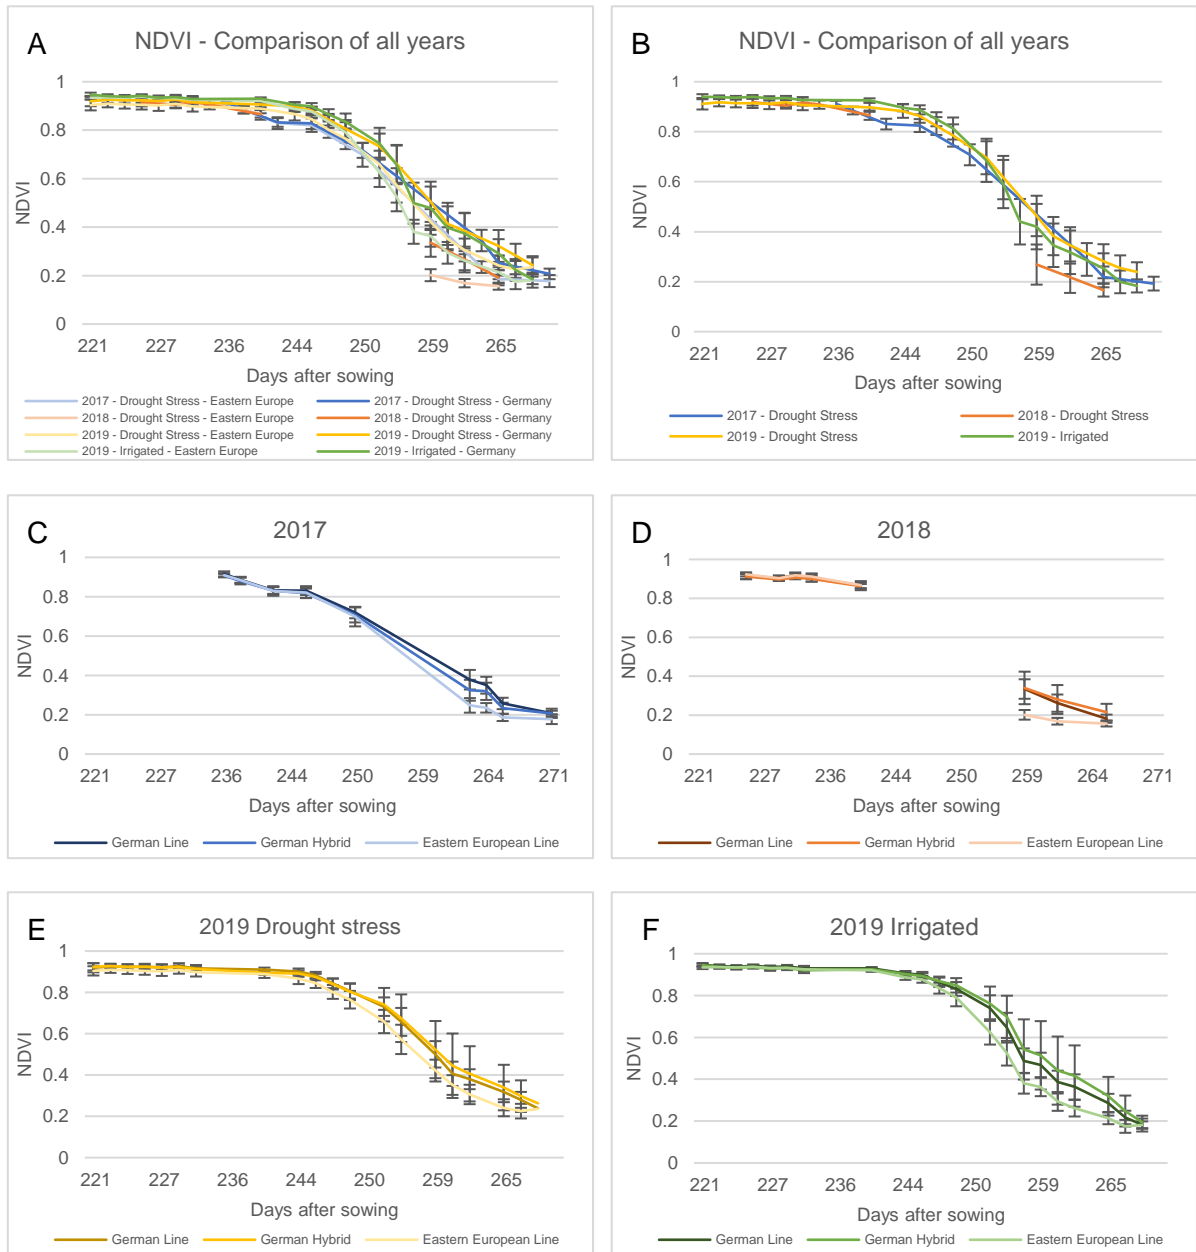 A
NDVI - Comparison of all years
NDVI
1
0.8
0.6
0.4
0.2
0
221 227 236 244 250 259 265
Days after sowing
2017 - Drought Stress - Eastern Europe 2017 - Drought Stress - Germany
2018 - Drought Stress - Eastern Europe 2018 - Drought Stress - Germany
2019 - Drought Stress - Eastern Europe 2019 - Drought Stress - Germany
2019 - Irrigated - Eastern Europe 2019 - Irrigated - Germany
B
NDVI - Comparison of all years
NDVI
1
0.8
0.6
0.4
0.2
0
221 227 236 244 250 259 265
Days after sowing
2017 - Drought Stress 2018 - Drought Stress
2019 - Drought Stress 2019 - Irrigated
C
2017
NDVI
1
0.8
0.6
0.4
0.2
0
221 227 236 244 250 259 264 271
Days after sowing
German Line German Hybrid Eastern European Line
D
2018
NDVI
1
0.8
0.6
0.4
0.2
0
221 227 236 244 250 259 264 271
Days after sowing
German Line German Hybrid Eastern European Line
E
2019 Drought stress
NDVI
1
0.8
0.6
0.4
0.2
0
221 227 236 244 250 259 265
Days after sowing
German Line German Hybrid Eastern European Line
F
2019 Irrigated
NDVI
1
0.8
0.6
0.4
0.2
0
221 227 236 244 250 259 265
Days after sowing
German Line German Hybrid Eastern European Line